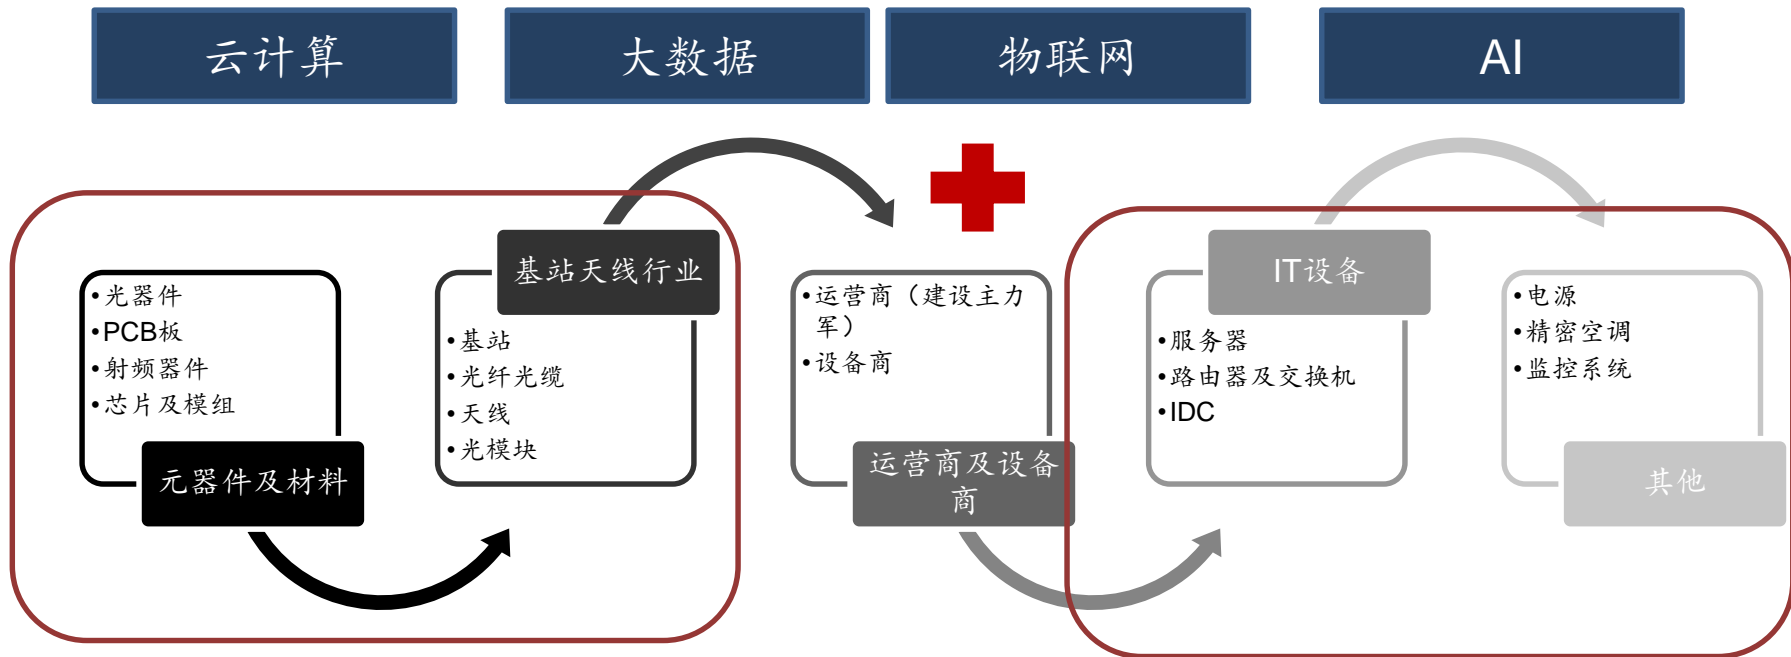 云计算
大数据
物联网
AI
•光器件
•PCB板
•射频器件
•芯片及模组
元器件及材料
基站天线行业
•基站
•光纤光缆
•天线
•光模块
•运营商（建设主力
军）
•设备商
运营商及设备
商
IT设备
•服务器
•路由器及交换机
•IDC
•电源
•精密空调
•监控系统
其他